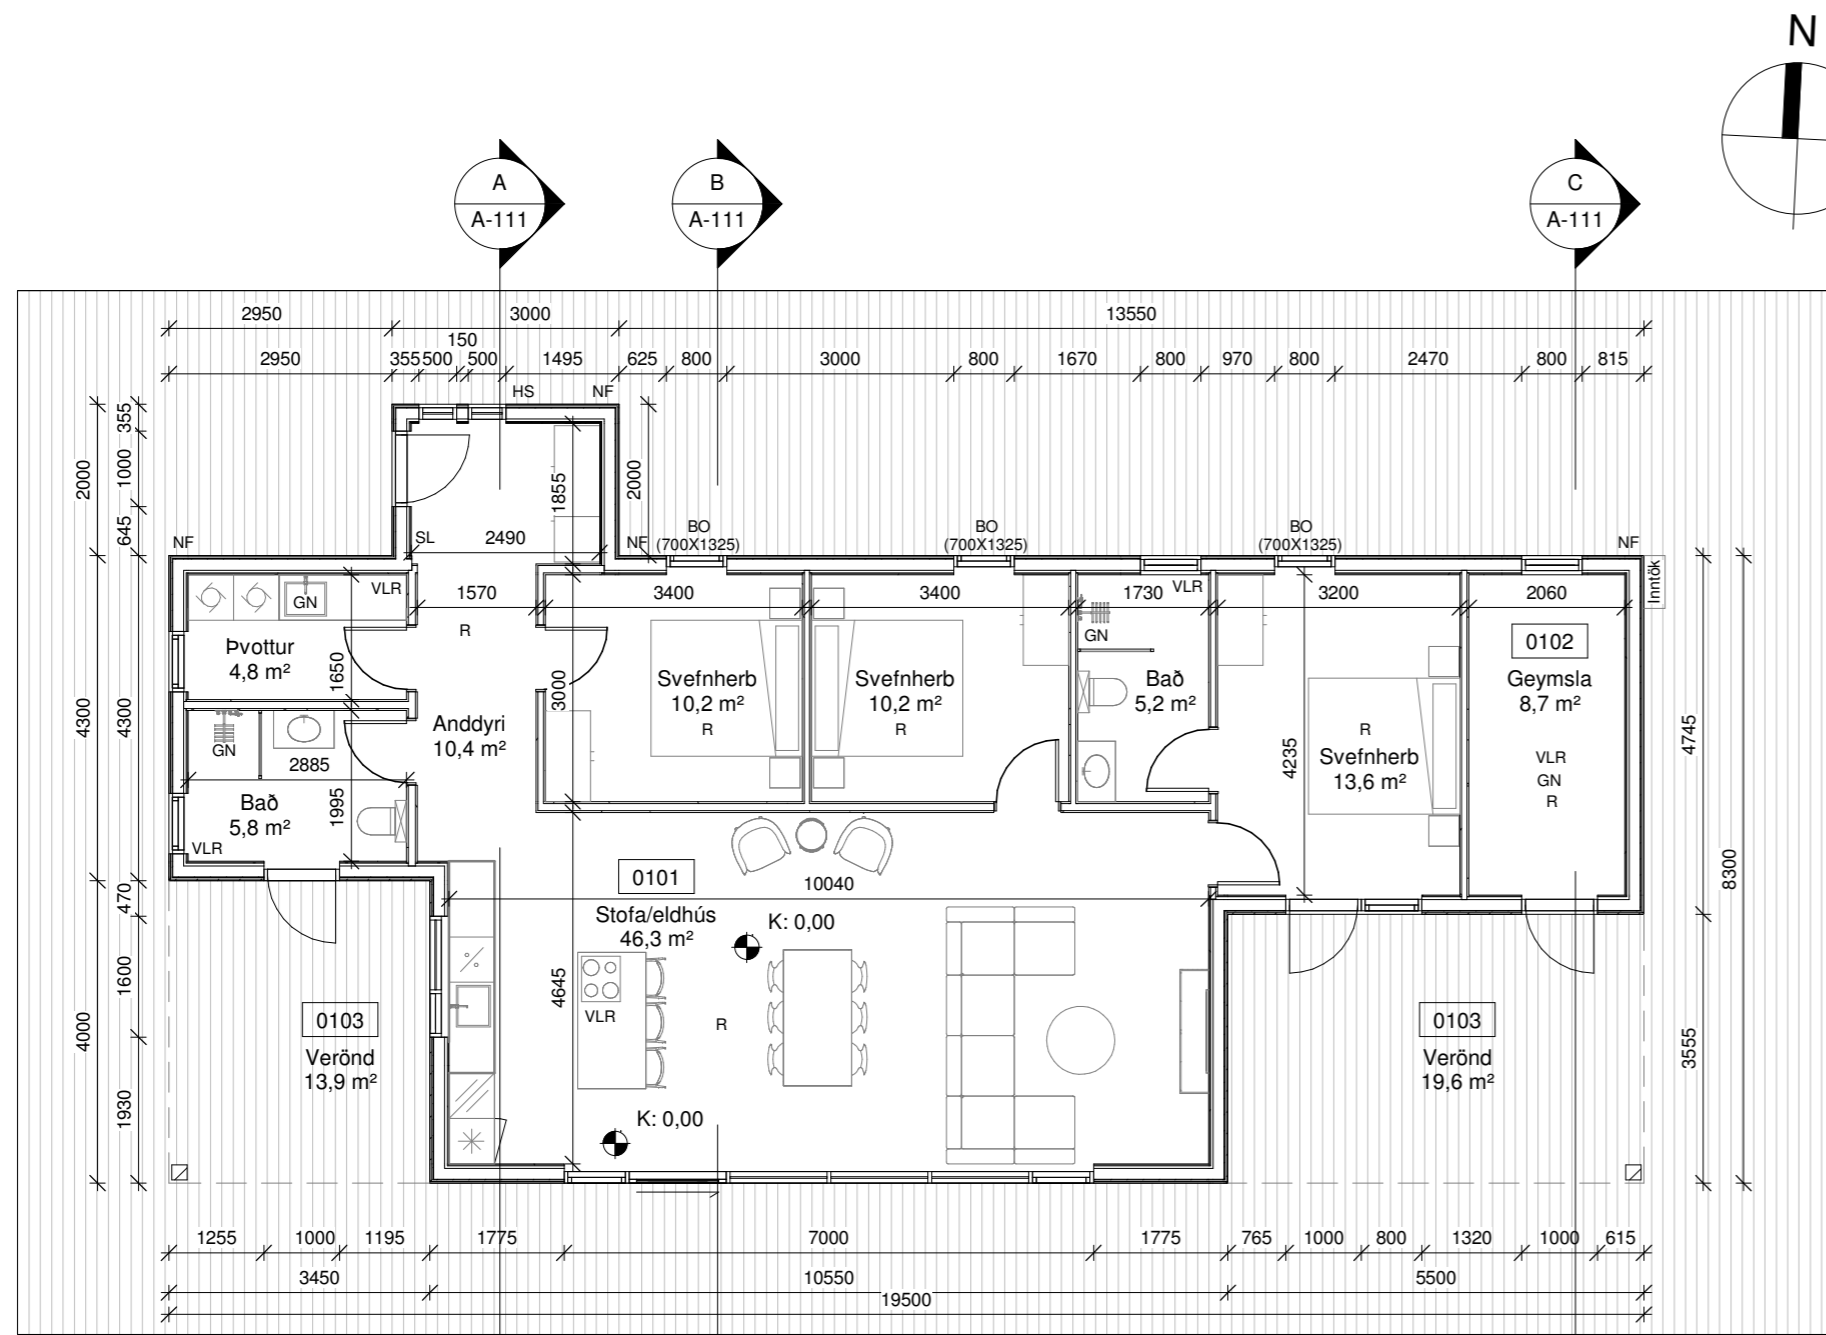 N
A
A-111
B
A-111
C
A-111
2950 3000 13550
150
2950 355 500 500 1495 625 800 3000 800 1670 800 970 800 2470 800 815
HS NF
355
1000
2000
645
1855
2000
NF SL 2490 NF
BO
(700X1325)
BO
(700X1325)
BO
(700X1325)
NF
Inntök
GN VLR
1570 3400 3400 1730 VLR 3200 2060
R
GN
Þvottur
4,8 m²
1650
3000
Svefnherb
10,2 m²
R
Svefnherb
10,2 m²
R
Bað
5,2 m²
0102
Geymsla
8,7 m²
VLR
GN
R
R
Svefnherb
13,6 m²
4235
Anddyri
10,4 m²
GN
2885
Bað
5,8 m²
1995
VLR
4300
4300
4745
8300
470
1600
4000
1930
3555
0101
10040
Stofa/eldhús
46,3 m²
K: 0,00
4645
VLR
R
K: 0,00
0103
Verönd
13,9 m²
0103
Verönd
19,6 m²
1255 1000 1195 1775 7000 1775 765 1000 800 1320 1000 615
3450 10550 5500
19500